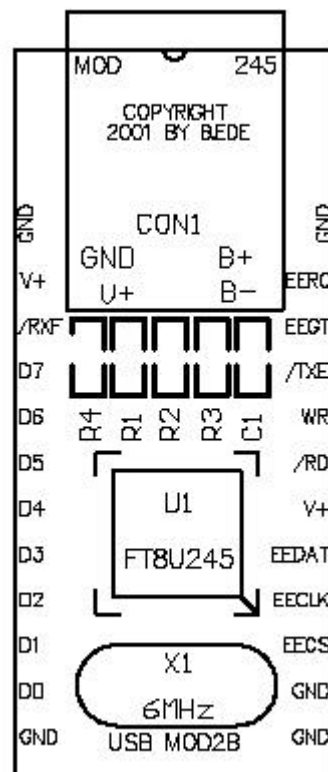 MOD 245
COPYRIGHT
2001 BY BJEDE
GND GND
CON1
GND B+
V+ EERQ
V+ B-
/RXF EEGT
D7 /TXE
D6 R4 R1 R2 R3 C1 WR
D5 /RD
U1
D4 V+
D3 FT8U245 EEDAT
D2 EECLK
D1 EECS
X1
D0 GND
6MHz
GND USB MOD2B GND